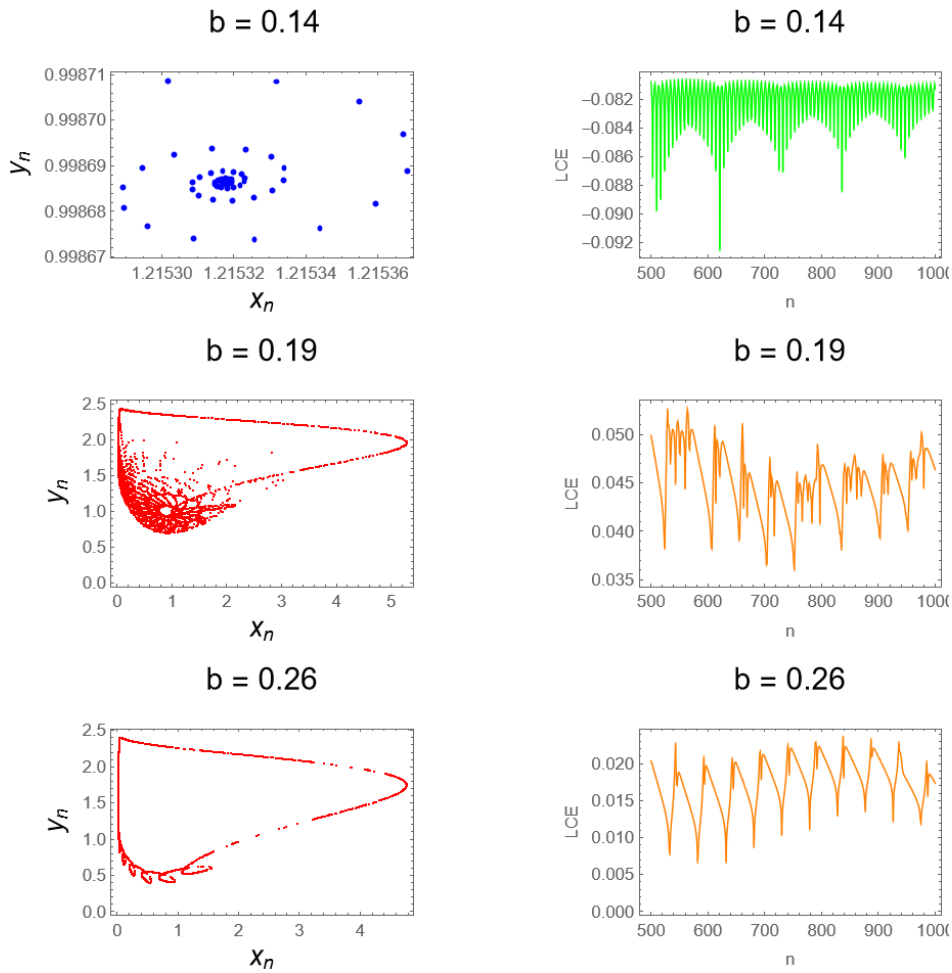 b = 0.14
b = 0.14
0.99871
0.99870
0.99869
0.99868
0.99867
y_n
1.21530 1.21532 1.21534 1.21536
x_n
−0.082
−0.084
−0.086
−0.088
−0.090
−0.092
LCE
500 600 700 800 900 1000
n
b = 0.19
b = 0.19
2.5
2.0
1.5
1.0
0.5
0.0
y_n
0 1 2 3 4 5
x_n
0.050
0.045
0.040
0.035
LCE
500 600 700 800 900 1000
n
b = 0.26
b = 0.26
2.5
2.0
1.5
1.0
0.5
0.0
y_n
0 1 2 3 4
x_n
0.020
0.015
0.010
0.005
0.000
LCE
500 600 700 800 900 1000
n